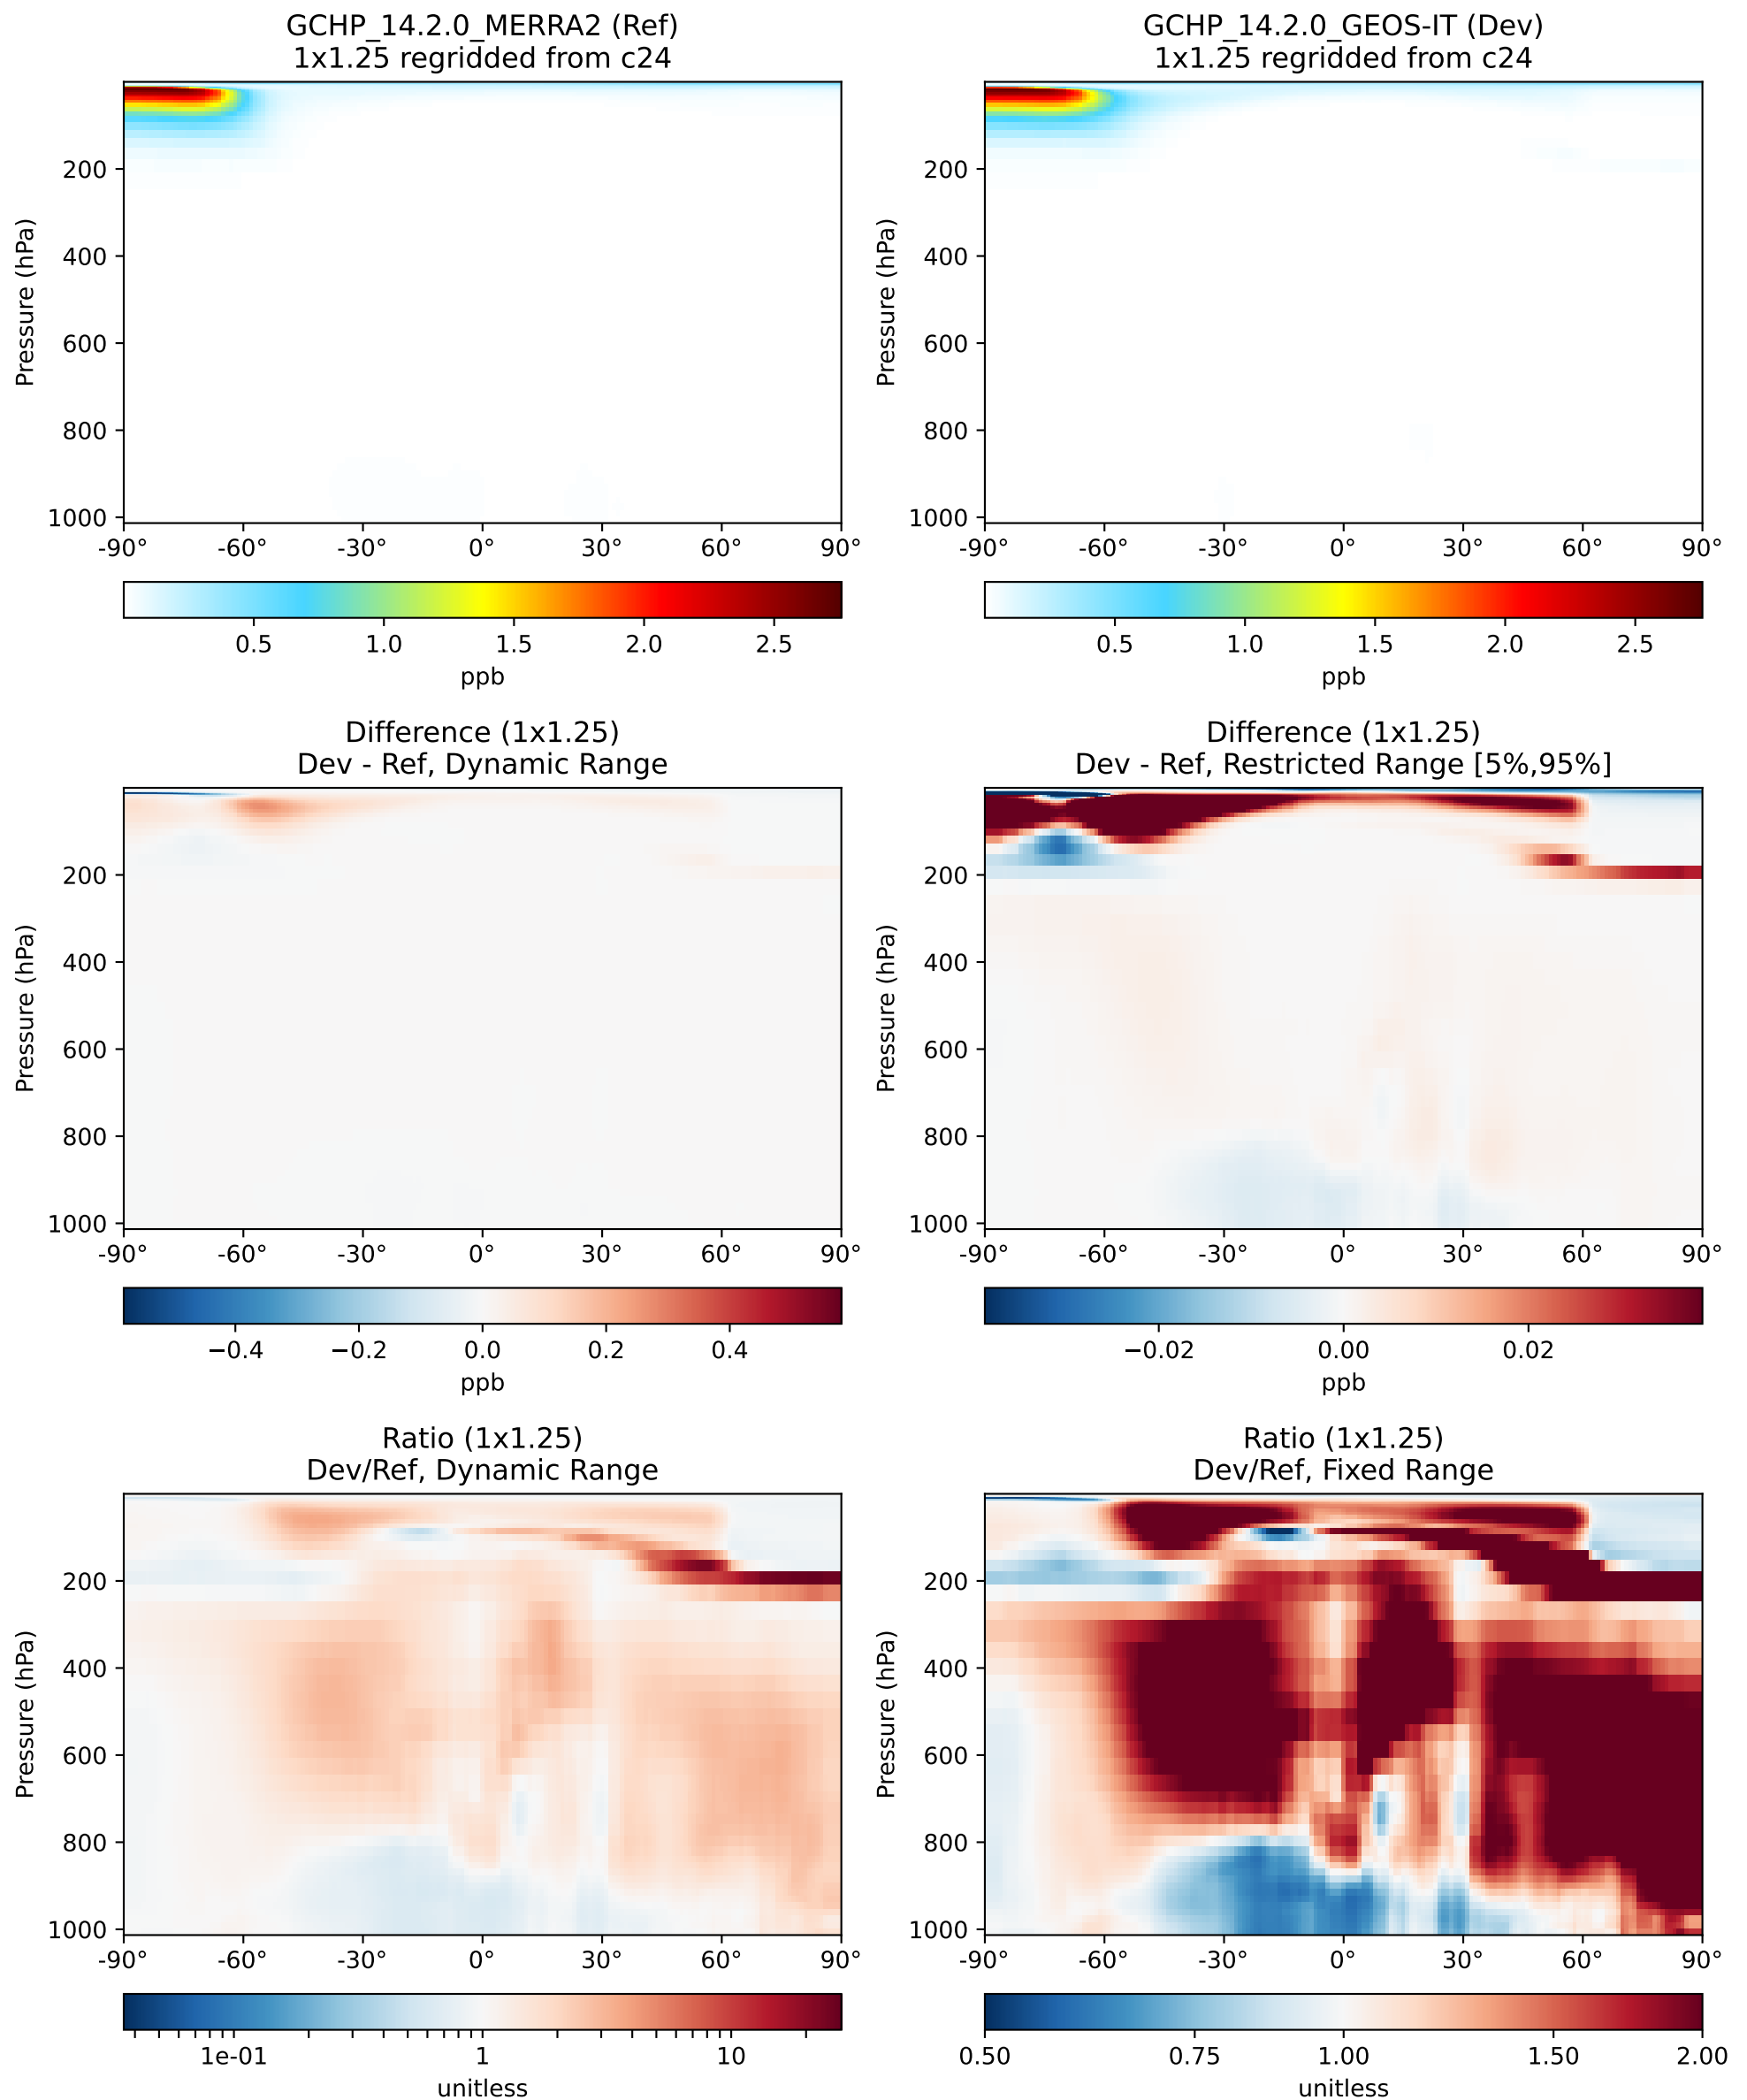 GCHP_14.2.0_MERRA2 (Ref)
1x1.25 regridded from c24
Pressure (hPa)
200
400
600
800
1000
-90° -60° -30° 0° 30° 60° 90°
0.5 1.0 1.5 2.0 2.5
ppb
GCHP_14.2.0_GEOS-IT (Dev)
1x1.25 regridded from c24
Pressure (hPa)
200
400
600
800
1000
-90° -60° -30° 0° 30° 60° 90°
0.5 1.0 1.5 2.0 2.5
ppb
Difference (1x1.25)
Dev - Ref, Dynamic Range
Pressure (hPa)
200
400
600
800
1000
-90° -60° -30° 0° 30° 60° 90°
−0.4 −0.2 0.0 0.2 0.4
ppb
Difference (1x1.25)
Dev - Ref, Restricted Range [5%,95%]
Pressure (hPa)
200
400
600
800
1000
-90° -60° -30° 0° 30° 60° 90°
−0.02 0.00 0.02
ppb
Ratio (1x1.25)
Dev/Ref, Dynamic Range
Pressure (hPa)
200
400
600
800
1000
-90° -60° -30° 0° 30° 60° 90°
1e-01 1 10
unitless
Ratio (1x1.25)
Dev/Ref, Fixed Range
Pressure (hPa)
200
400
600
800
1000
-90° -60° -30° 0° 30° 60° 90°
0.50 0.75 1.00 1.50 2.00
unitless